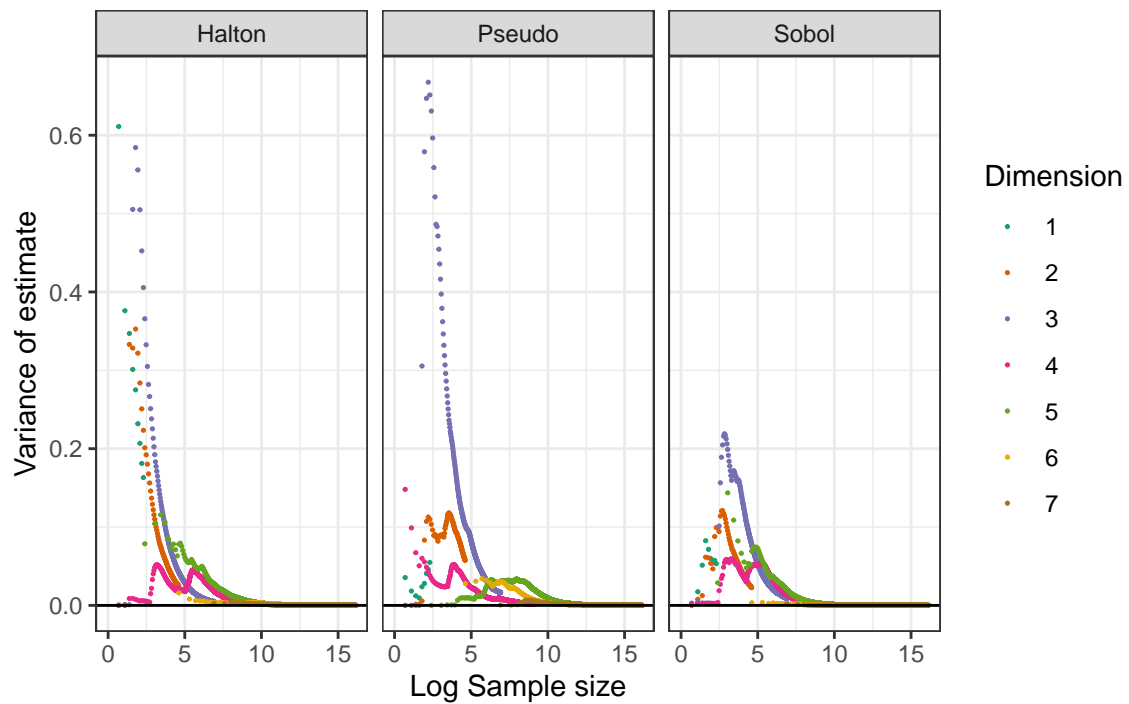 Halton Pseudo Sobol
Variance of estimate
0.6
0.4
0.2
0.0
0 5 10 15 0 5 10 15 0 5 10 15
Log Sample size
Dimension
1
2
3
4
5
6
7